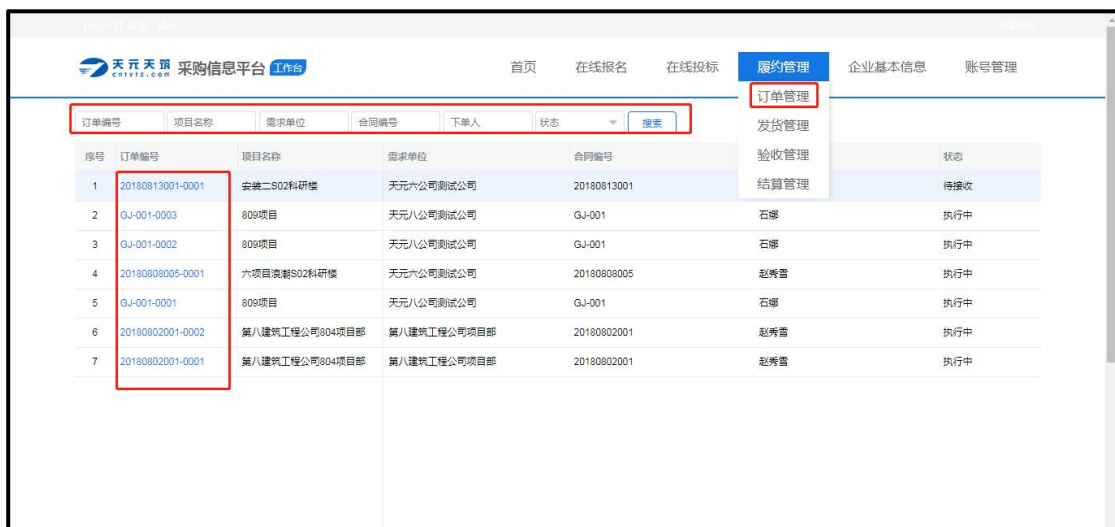 天元天筑 cntytz.com 采购信息平台 工作台 首页 在线报名 在线投标 履约管理 企业基本信息 账号管理
订单管理
发货管理
验收管理
结算管理
订单编号 项目名称 需求单位 合同编号 下单人 状态 搜索
序号 订单编号 项目名称 需求单位 合同编号 状态
1 20180813001-0001 安装二S02科研楼 天元六公司测试公司 20180813001 待接收
2 GJ-001-0003 809项目 天元八公司测试公司 GJ-001 石娜 执行中
3 GJ-001-0002 809项目 天元八公司测试公司 GJ-001 石娜 执行中
4 20180808005-0001 六项目浪潮S02科研楼 天元六公司测试公司 20180808005 赵秀雪 执行中
5 GJ-001-0001 809项目 天元八公司测试公司 GJ-001 石娜 执行中
6 20180802001-0002 第八建筑工程公司804项目部 第八建筑工程公司项目部 20180802001 赵秀雪 执行中
7 20180802001-0001 第八建筑工程公司804项目部 第八建筑工程公司项目部 20180802001 赵秀雪 执行中